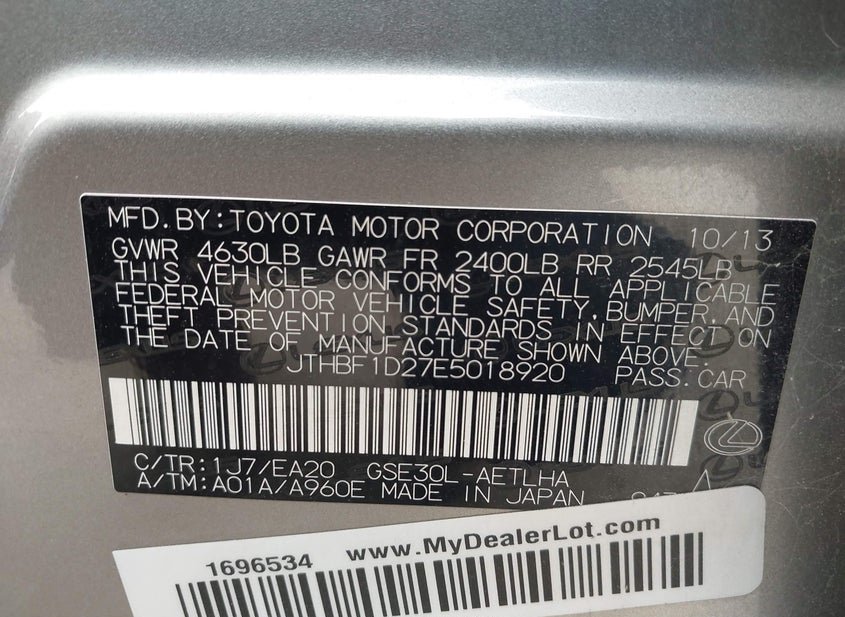 MFD.BY:TOYOTA MOTOR CORPORATION 10/13
GVWR 4630LB GAWR FR 2400LB RR 2545LB
THIS VEHICLE CONFORMS TO ALL APPLICABLE
FEDERAL MOTOR VEHICLE SAFETY,BUMPER,AND
THEFT PREVENTION STANDARDS IN EFFECT ON
THE DATE OF MANUFACTURE SHOWN ABOVE.
JTHBF1D27E5018920 PASS.CAR
C/TR:1J7/EA20 GSE30L-AETLHA
A/TM:A01A/A960E MADE IN JAPAN
1696534 www.MyDealerLot.com